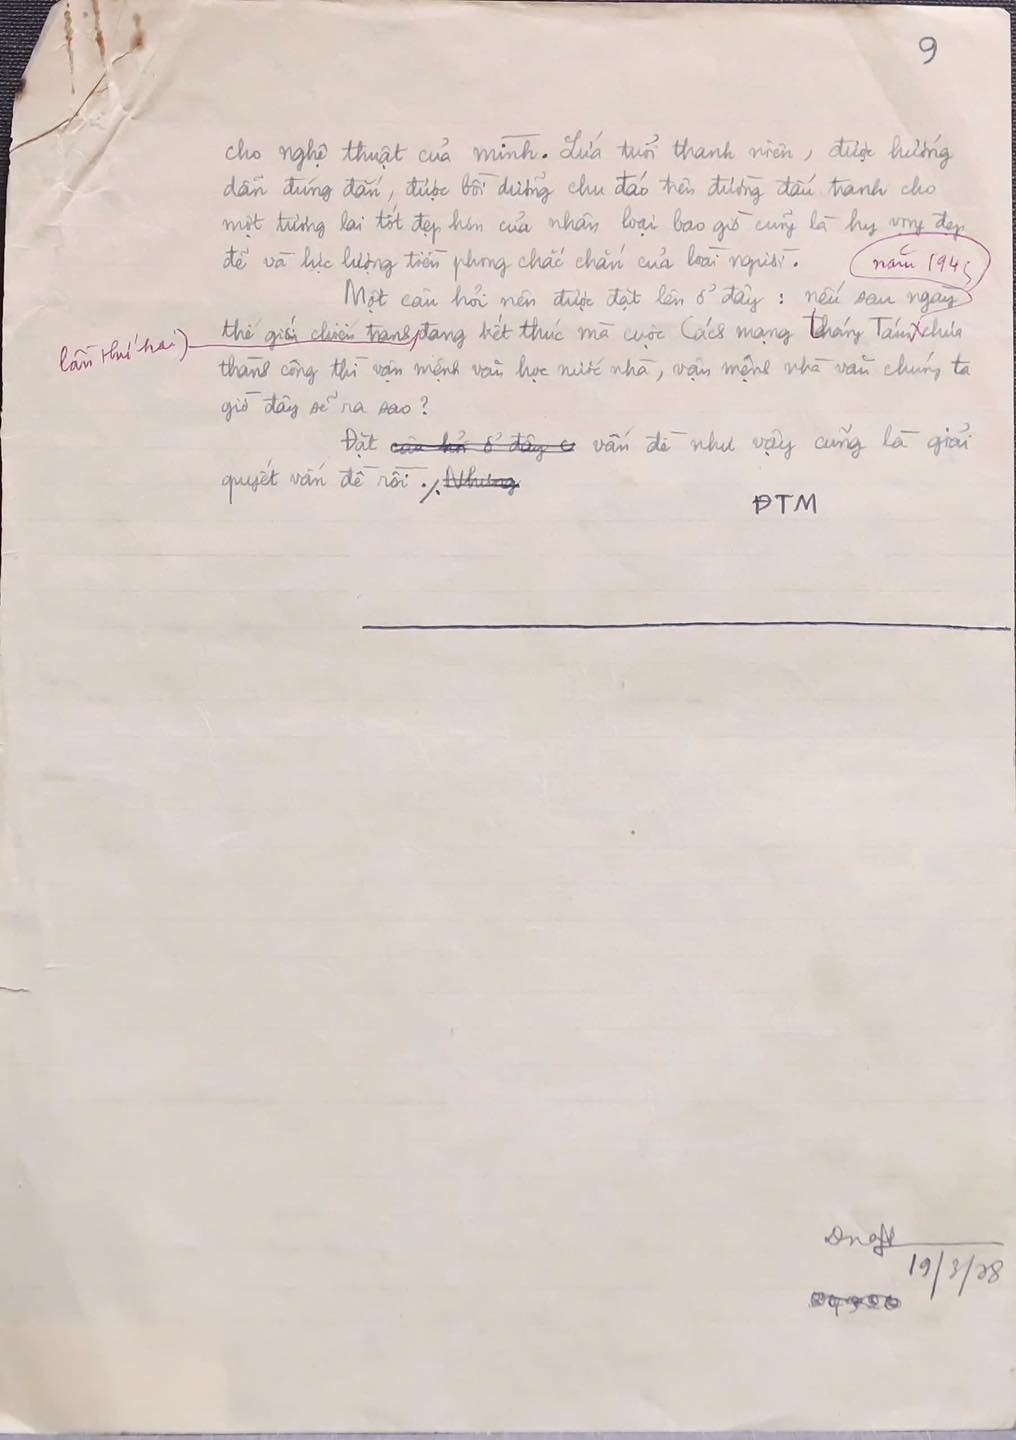 9
cho nghệ thuật của mình. Lứa tuổi thanh niên, được hướng
dẫn đúng đắn, được bồi dưỡng chu đáo trên đường đấu tranh cho
một tương lai tốt đẹp hơn của nhân loại bao giờ cũng là hy vọng đẹp
đẽ và lực lượng tiền phong chắc chắn của loài người.
năm 1945
Một câu hỏi nên được đặt lên ở đây : nếu sau ngày
lần thứ hai
thế giới chiến tranh đang kết thúc mà cuộc Cách mạng tháng Tám chưa
thành công thì vận mệnh văn học nước nhà, vận mệnh nhà văn chúng ta
giờ đây sẽ ra sao ?
Đặt câu hỏi ở đây c vấn đề như vậy cũng là giải
quyết vấn đề rồi ./. Nhưng
ĐTM
19/3/78